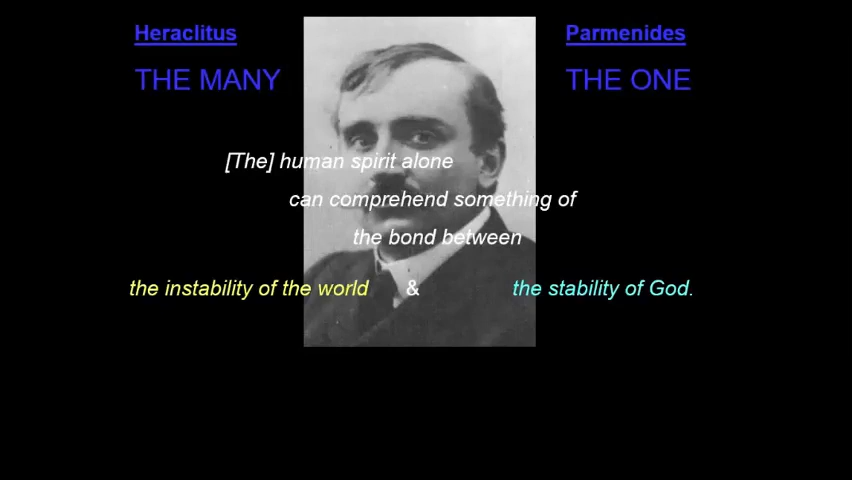 Heraclitus
Parmenides
THE MANY
THE ONE
[The] human spirit alone
can comprehend something of
the bond between
the instability of the world & the stability of God.